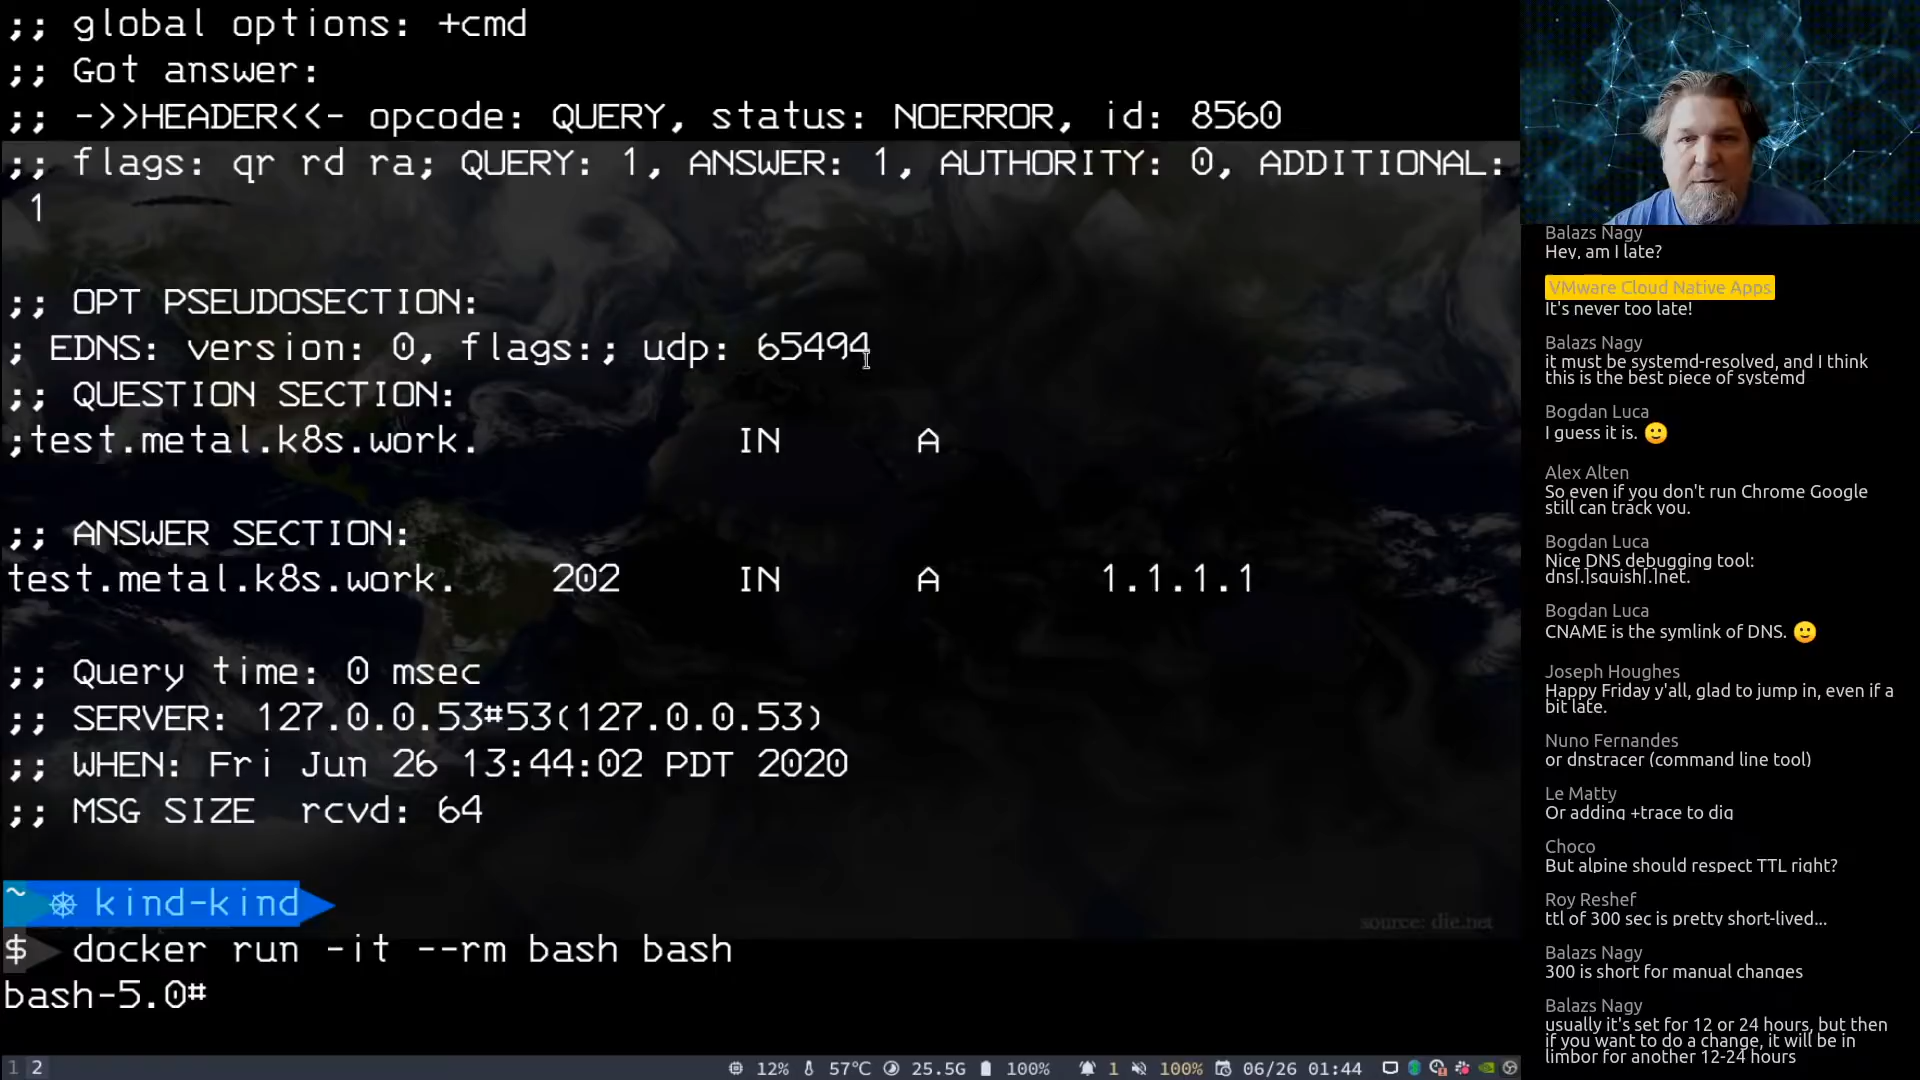 ;; global options: +cmd
;; Got answer:
;; ->>HEADER<<- opcode: QUERY, status: NOERROR, id: 8560
;; flags: qr rd ra; QUERY: 1, ANSWER: 1, AUTHORITY: 0, ADDITIONAL:
1
;; OPT PSEUDOSECTION:
; EDNS: version: 0, flags:; udp: 65494
;; QUESTION SECTION:
;test.metal.k8s.work. IN A
;; ANSWER SECTION:
test.metal.k8s.work. 202 IN A 1.1.1.1
;; Query time: 0 msec
;; SERVER: 127.0.0.53#53(127.0.0.53)
;; WHEN: Fri Jun 26 13:44:02 PDT 2020
;; MSG SIZE rcvd: 64
~ ⎈ kind-kind
source: die.net
$ docker run -it --rm bash bash
bash-5.0#
1 2
12% 57°C 25.5G 100% 1 100% 06/26 01:44
Balazs Nagy
Hey, am I late?
VMware Cloud Native Apps
It's never too late!
Balazs Nagy
it must be systemd-resolved, and I think
this is the best piece of systemd
Bogdan Luca
I guess it is. 🙂
Alex Alten
So even if you don't run Chrome Google
still can track you.
Bogdan Luca
Nice DNS debugging tool:
dns[.]squish[.]net.
Bogdan Luca
CNAME is the symlink of DNS. 🙂
Joseph Houghes
Happy Friday y'all, glad to jump in, even if a
bit late.
Nuno Fernandes
or dnstracer (command line tool)
Le Matty
Or adding +trace to dig
Choco
But alpine should respect TTL right?
Roy Reshef
ttl of 300 sec is pretty short-lived...
Balazs Nagy
300 is short for manual changes
Balazs Nagy
usually it's set for 12 or 24 hours, but then
if you want to do a change, it will be in
limbor for another 12-24 hours